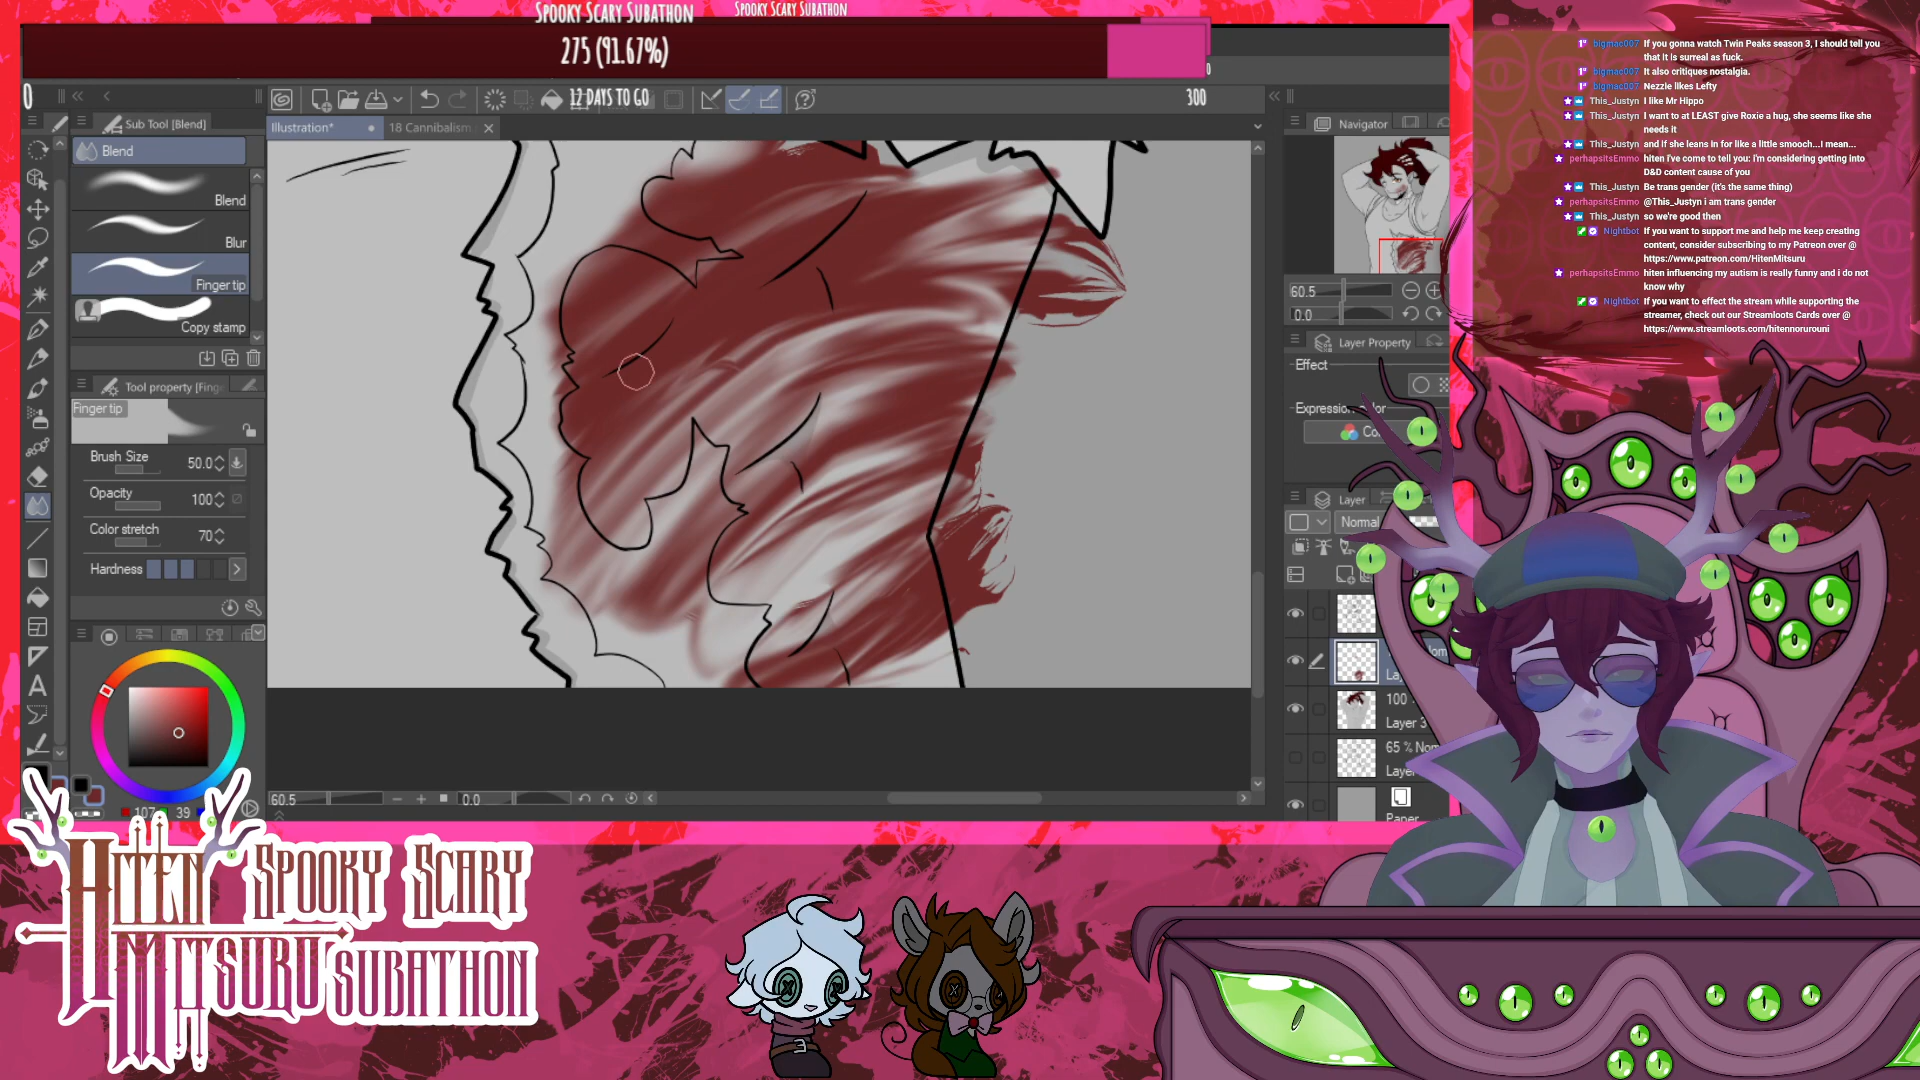 Spooky Scary Subathon
Spooky Scary Subathon
275 (91.67%)
0
12 days to go
300
Sub Tool [Blend]
Blend
Blend
Blur
Finger tip
Copy stamp
Tool property [Finge
Finger tip
Brush Size
50.0
Opacity
100
Color stretch
70
Hardness
39
Illustration*
18 Cannibalism
60.5
0.0
Navigator
60.5
0.0
Layer Property
Effect
Expression color
Layer
Normal
100
Layer 3
65 % Nor
Laye
Paper
bigmac007 If you gonna watch Twin Peaks season 3, I should tell you
that it is surreal as fuck.
bigmac007 It also critiques nostalgia.
bigmac007 Nezzie likes Lefty
This_Justyn I like Mr Hippo
This_Justyn I want to at LEAST give Roxie a hug, she seems like she
needs it
This_Justyn and if she leans in for like a little smooch...I mean...
perhapsitsEmmo hiten I've come to tell you: i'm considering getting into
D&D content cause of you
This_Justyn Be trans gender (it's the same thing)
perhapsitsEmmo @This_Justyn i am trans gender
This_Justyn so we're good then
Nightbot If you want to support me and help me keep creating
content, consider subscribing to my Patreon over @
https://www.patreon.com/HitenMitsuru
perhapsitsEmmo hiten influencing my autism is really funny and i do not
know why
Nightbot If you want to effect the stream while supporting the
streamer, check out our Streamloots Cards over @
https://www.streamloots.com/hitennorurouni
Hiten
Mitsuru
Spooky Scary
Subathon